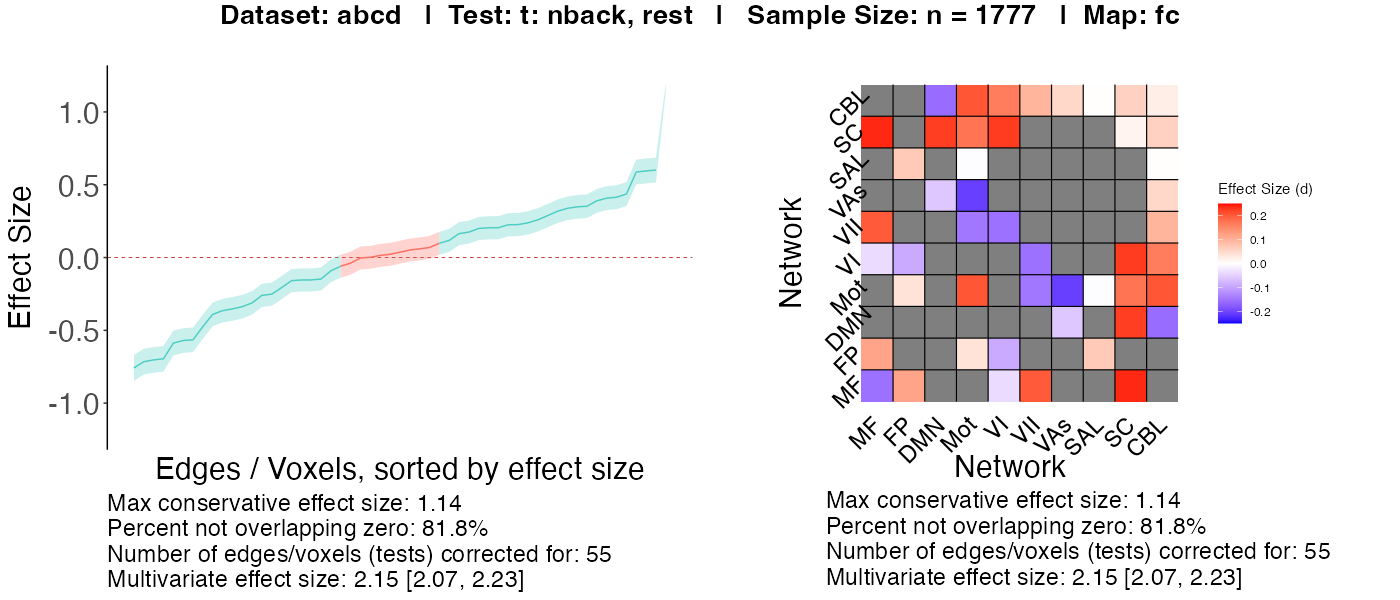 Dataset: abcd | Test: t: nback, rest | Sample Size: n = 1777 | Map: fc
Effect Size
1.0
0.5
0.0
-0.5
-1.0
Edges / Voxels, sorted by effect size
Max conservative effect size: 1.14
Percent not overlapping zero: 81.8%
Number of edges/voxels (tests) corrected for: 55
Multivariate effect size: 2.15 [2.07, 2.23]
Network
CBL
SC
SAL
VAs
VII
VI
Mot
DMN
FP
MF
MF FP DMN Mot VI VII VAs SAL SC CBL
Network
Effect Size (d)
0.2
0.1
0.0
-0.1
-0.2
Max conservative effect size: 1.14
Percent not overlapping zero: 81.8%
Number of edges/voxels (tests) corrected for: 55
Multivariate effect size: 2.15 [2.07, 2.23]